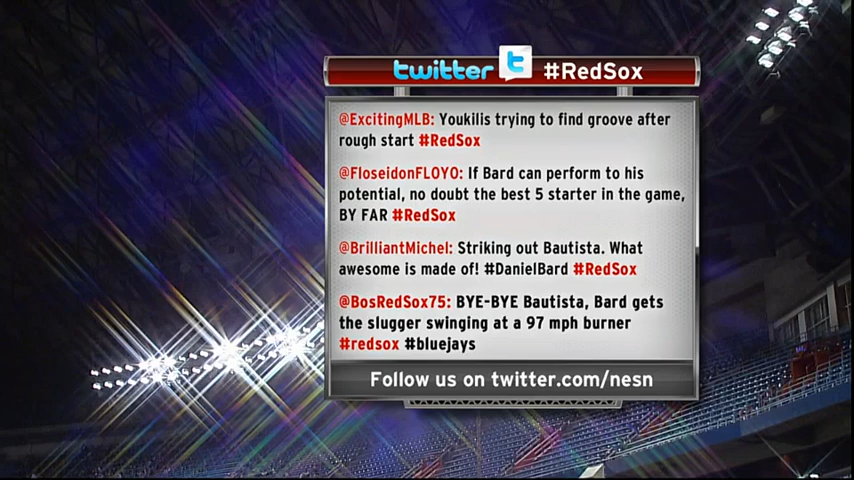 twitter t #RedSox
@ExcitingMLB: Youkilis trying to find groove after
rough start #RedSox
@FloseidonFLOYO: If Bard can perform to his
potential, no doubt the best 5 starter in the game,
BY FAR #RedSox
@BrilliantMichel: Striking out Bautista. What
awesome is made of! #DanielBard #RedSox
@BosRedSox75: BYE-BYE Bautista, Bard gets
the slugger swinging at a 97 mph burner
#redsox #bluejays
Follow us on twitter.com/nesn